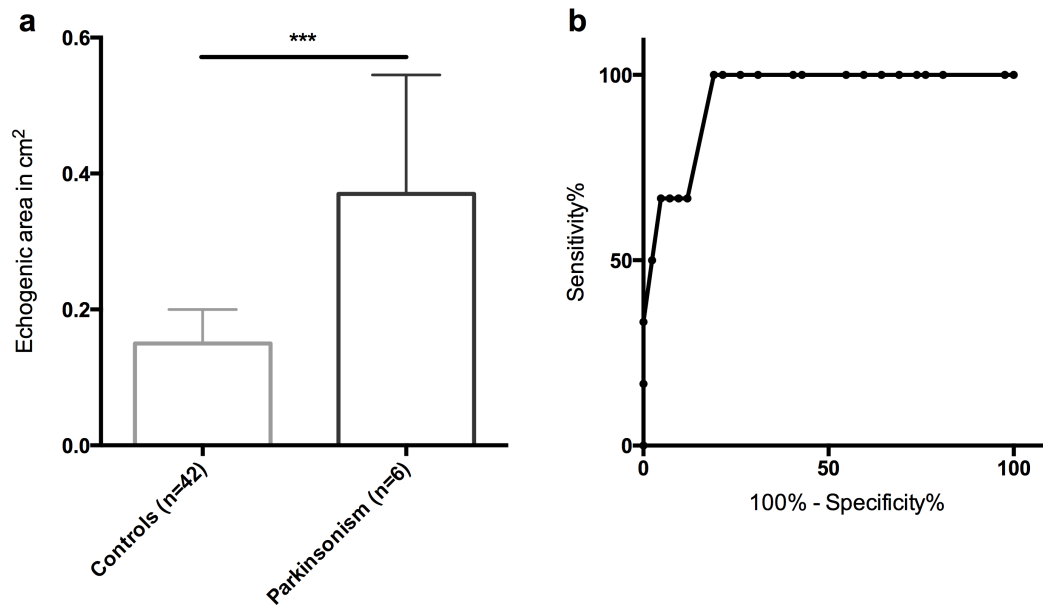 a
0.6
0.4
0.2
0.0
Echogenic area in cm²
***
Controls (n=42)
Parkinsonism (n=6)
b
100
50
0
Sensitivity%
0 50 100
100% - Specificity%